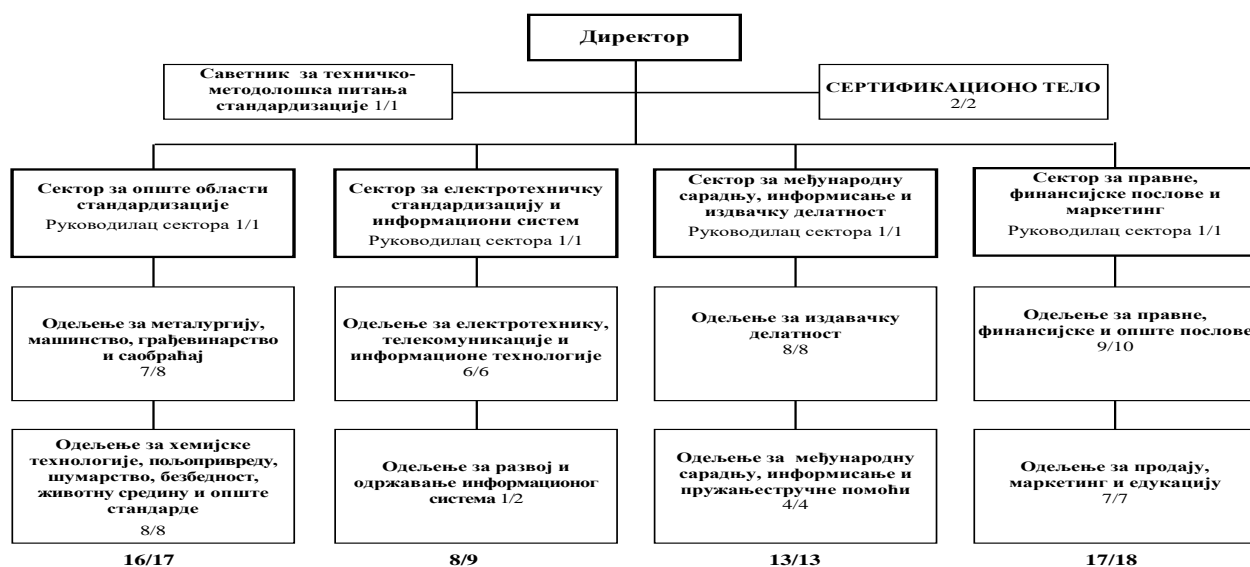 Директор
Саветник за техничко-
методолошка питања
стандардизације 1/1
СЕРТИФИКАЦИОНО ТЕЛО
2/2
Сектор за опште области
стандардизације
Руководилац сектора 1/1
Сектор за електротехничку
стандардизацију и
информациони систем
Руководилац сектора 1/1
Сектор за међународну
сарадњу, информисање и
издвачку делатност
Руководилац сектора 1/1
Сектор за правне,
финансијске послове и
маркетинг
Руководилац сектора 1/1
Одељење за металургију,
машинство, грађевинарство
и саобраћај
7/8
Одељење за електротехнику,
телекомуникације и
информационе технологије
6/6
Одељење за издавачку
делатност
8/8
Одељење за правне,
финансијске и опште послове
9/10
Одељење за хемијске
технологије, пољопривреду,
шумарство, безбедност,
животну средину и опште
стандарде
8/8
Одељење за развој и
одржавање информационог
система 1/2
Одељење за међународну
сарадњу, информисање и
пружањестручне помоћи
4/4
Одељење за продају,
маркетинг и едукацију
7/7
16/17
8/9
13/13
17/18